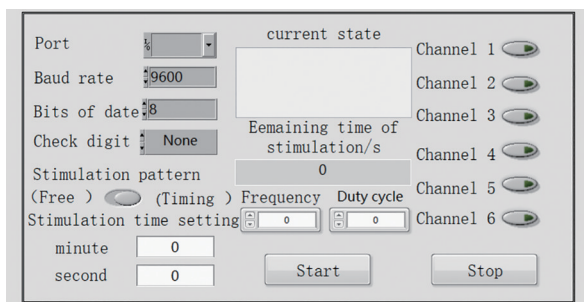 Port
Baud rate 9600
Bits of date 8
Check digit None
Stimulation pattern
(Free ) (Timing )
Stimulation time setting
minute 0
second 0
current state
Eemaining time of
stimulation/s
0
Frequency Duty cycle
0 0
Start Stop
Channel 1
Channel 2
Channel 3
Channel 4
Channel 5
Channel 6